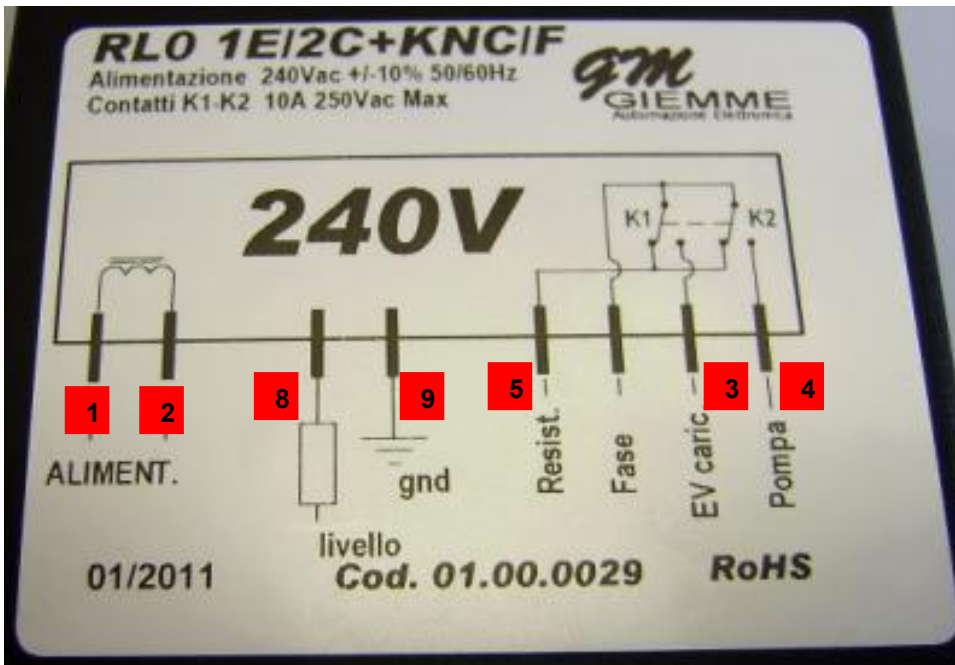 RL0 1E/2C+KNC/F
Alimentazione 240Vac +/-10% 50/60Hz
Contatti K1-K2 10A 250Vac Max
GM
GIEMME
Automazione Elettronica
240V
K1
K2
1
2
8
9
5
3
4
ALIMENT.
livello
gnd
Resist.
Fase
EV caric
Pompa
01/2011
Cod. 01.00.0029
RoHS